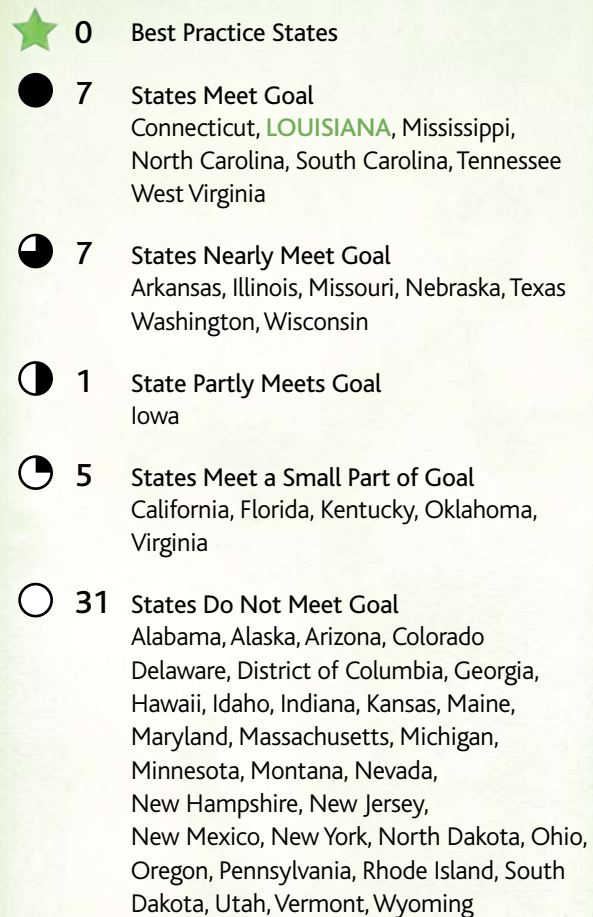 0 Best Practice States
7 States Meet Goal
Connecticut, LOUISIANA, Mississippi,
North Carolina, South Carolina, Tennessee
West Virginia
7 States Nearly Meet Goal
Arkansas, Illinois, Missouri, Nebraska, Texas
Washington, Wisconsin
1 State Partly Meets Goal
Iowa
5 States Meet a Small Part of Goal
California, Florida, Kentucky, Oklahoma,
Virginia
31 States Do Not Meet Goal
Alabama, Alaska, Arizona, Colorado
Delaware, District of Columbia, Georgia,
Hawaii, Idaho, Indiana, Kansas, Maine,
Maryland, Massachusetts, Michigan,
Minnesota, Montana, Nevada,
New Hampshire, New Jersey,
New Mexico, New York, North Dakota, Ohio,
Oregon, Pennsylvania, Rhode Island, South
Dakota, Utah, Vermont, Wyoming